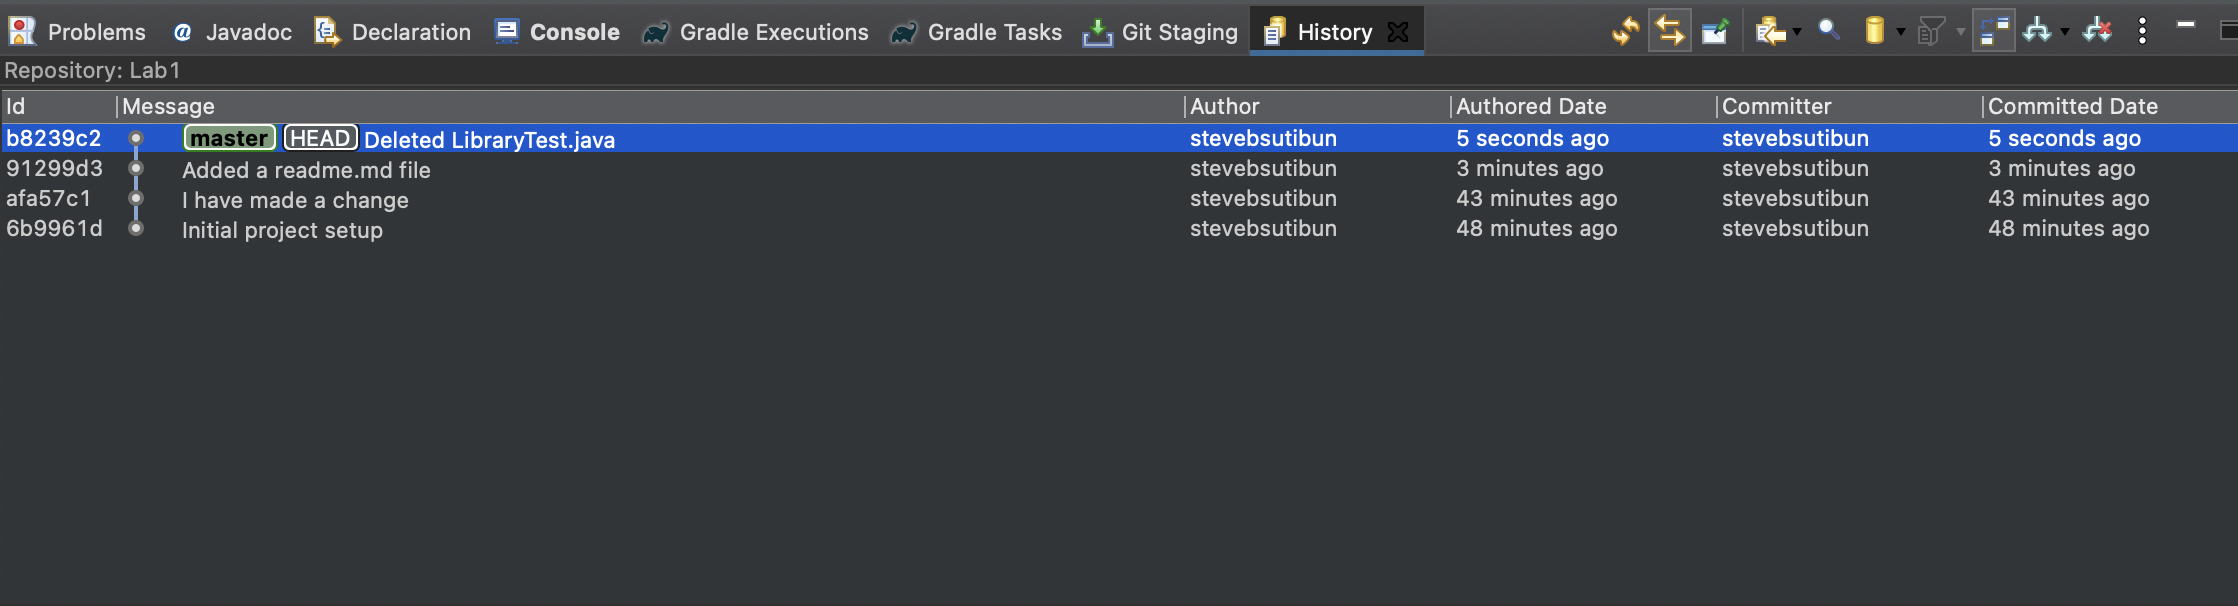 Problems @ Javadoc Declaration Console Gradle Executions Gradle Tasks Git Staging History
Repository: Lab1
Id Message Author Authored Date Committer Committed Date
b8239c2 master HEAD Deleted LibraryTest.java stevebsutibun 5 seconds ago stevebsutibun 5 seconds ago
91299d3 Added a readme.md file stevebsutibun 3 minutes ago stevebsutibun 3 minutes ago
afa57c1 I have made a change stevebsutibun 43 minutes ago stevebsutibun 43 minutes ago
6b9961d Initial project setup stevebsutibun 48 minutes ago stevebsutibun 48 minutes ago